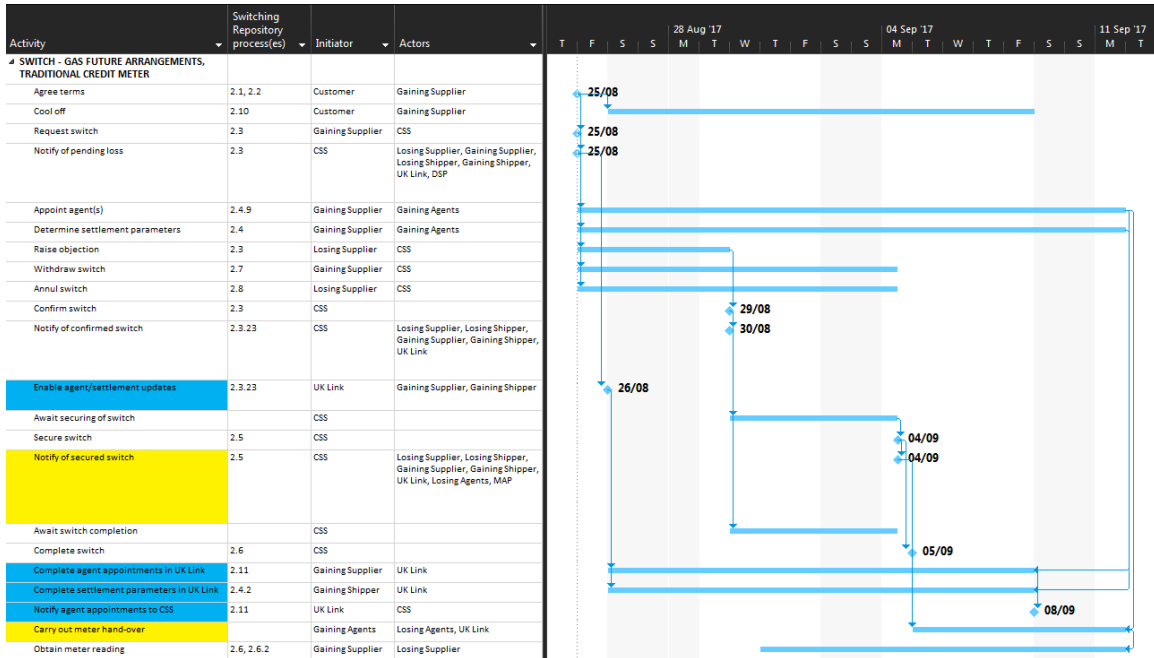 Activity
Switching
Repository
process(es)
Initiator
Actors
28 Aug '17
04 Sep '17
11 Sep '17
T F S S M T W T F S S M T W T F S S M T
SWITCH - GAS FUTURE ARRANGEMENTS,
TRADITIONAL CREDIT METER
Agree terms 2.1, 2.2 Customer Gaining Supplier 25/08
Cool off 2.10 Customer Gaining Supplier
Request switch 2.3 Gaining Supplier CSS 25/08
Notify of pending loss 2.3 CSS Losing Supplier, Gaining Supplier, 25/08
Losing Shipper, Gaining Shipper,
UK Link, DSP
Appoint agent(s) 2.4.9 Gaining Supplier Gaining Agents
Determine settlement parameters 2.4 Gaining Supplier Gaining Agents
Raise objection 2.3 Losing Supplier CSS
Withdraw switch 2.7 Gaining Supplier CSS
Annul switch 2.8 Losing Supplier CSS
Confirm switch 2.3 CSS 29/08
Notify of confirmed switch 2.3.23 CSS Losing Supplier, Losing Shipper, 30/08
Gaining Supplier, Gaining Shipper,
UK Link
Enable agent/settlement updates 2.3.23 UK Link Gaining Supplier, Gaining Shipper 26/08
Await securing of switch CSS
Secure switch 2.5 CSS 04/09
Notify of secured switch 2.5 CSS Losing Supplier, Losing Shipper, 04/09
Gaining Supplier, Gaining Shipper,
UK Link, Losing Agents, MAP
Await switch completion CSS
Complete switch 2.6 CSS 05/09
Complete agent appointments in UK Link 2.11 Gaining Supplier UK Link
Complete settlement parameters in UK Link 2.4.2 Gaining Shipper UK Link
Notify agent appointments to CSS 2.11 UK Link CSS 08/09
Carry out meter hand-over Gaining Agents Losing Agents, UK Link
Obtain meter reading 2.6, 2.6.2 Gaining Supplier Losing Supplier